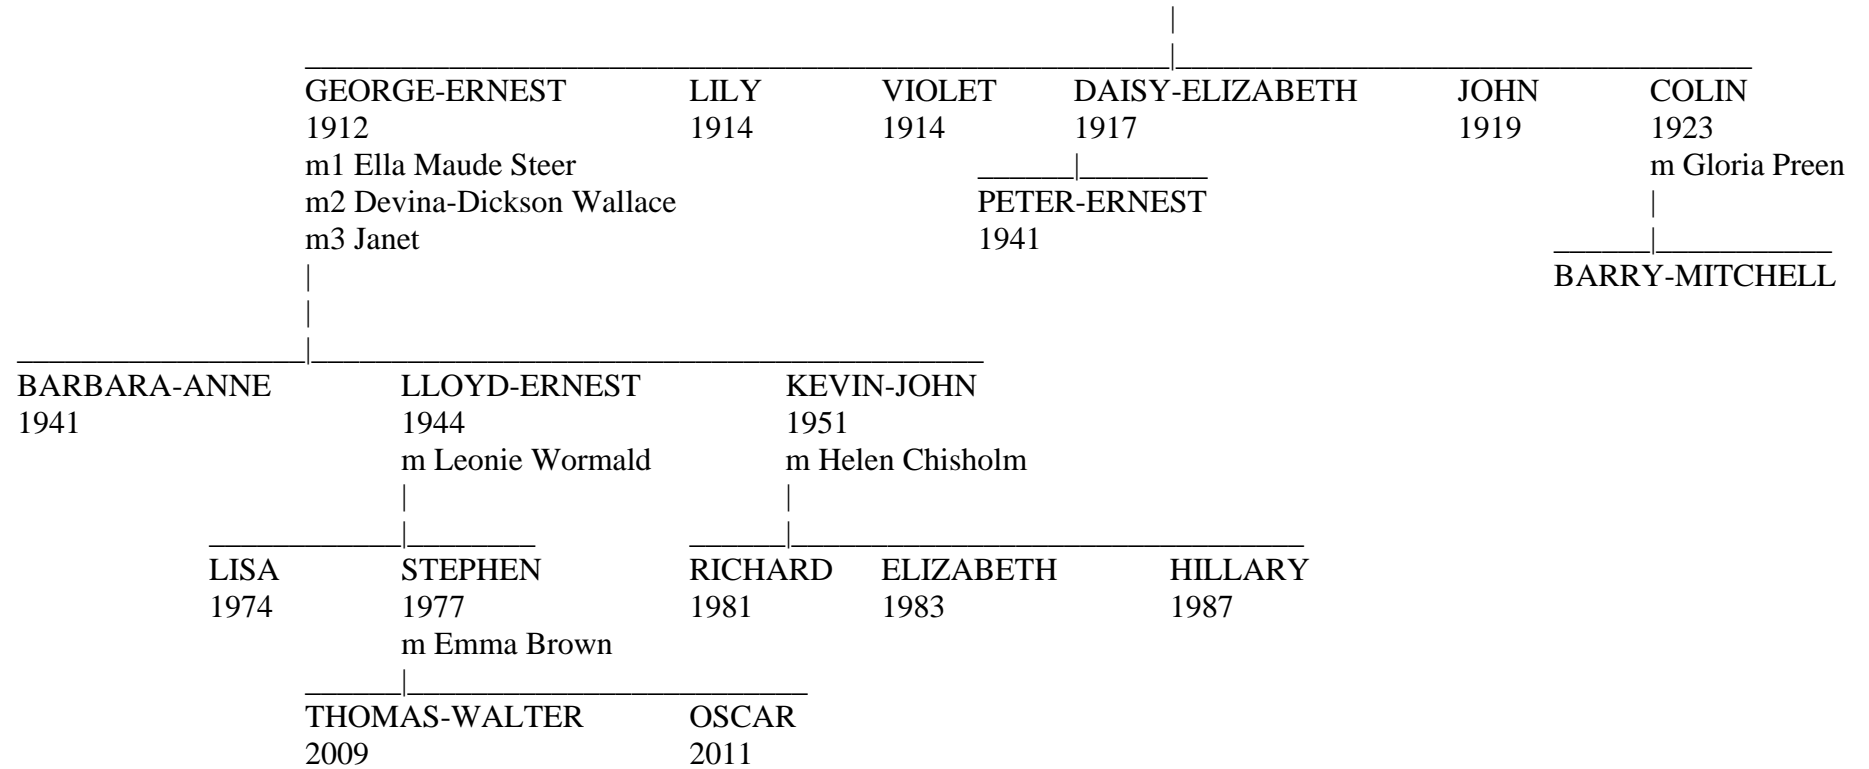 GEORGE-ERNEST LILY VIOLET DAISY-ELIZABETH JOHN COLIN
1912 1914 1914 1917 1919 1923
m1 Ella Maude Steer m Gloria Preen
m2 Devina-Dickson Wallace PETER-ERNEST
m3 Janet 1941
BARRY-MITCHELL
BARBARA-ANNE LLOYD-ERNEST KEVIN-JOHN
1941 1944 1951
m Leonie Wormald m Helen Chisholm
LISA STEPHEN RICHARD ELIZABETH HILLARY
1974 1977 1981 1983 1987
m Emma Brown
THOMAS-WALTER OSCAR
2009 2011